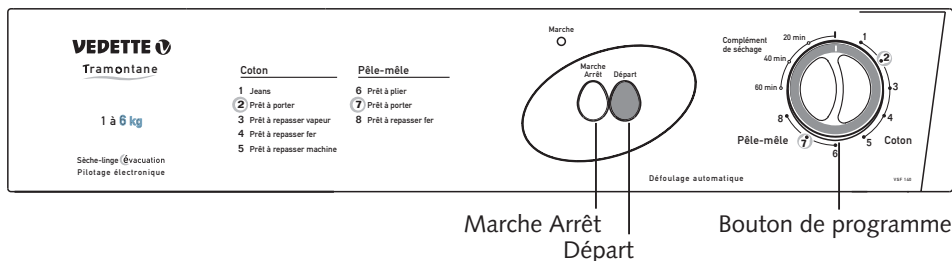 VEDETTE
Tramontane
1 à 6 kg
Sèche-linge évacuation
Pilotage électronique
Coton
1 Jeans
2 Prêt à porter
3 Prêt à repasser vapeur
4 Prêt à repasser fer
5 Prêt à repasser machine
Pêle-mêle
6 Prêt à plier
7 Prêt à porter
8 Prêt à repasser fer
Marche
Marche
Arrêt
Départ
Défoulage automatique
Complément
de séchage
20 min
40 min
60 min
1
2
3
4
5
6
7
8
Pêle-mêle
Coton
VSF 160
Marche Arrêt
Départ
Bouton de programme